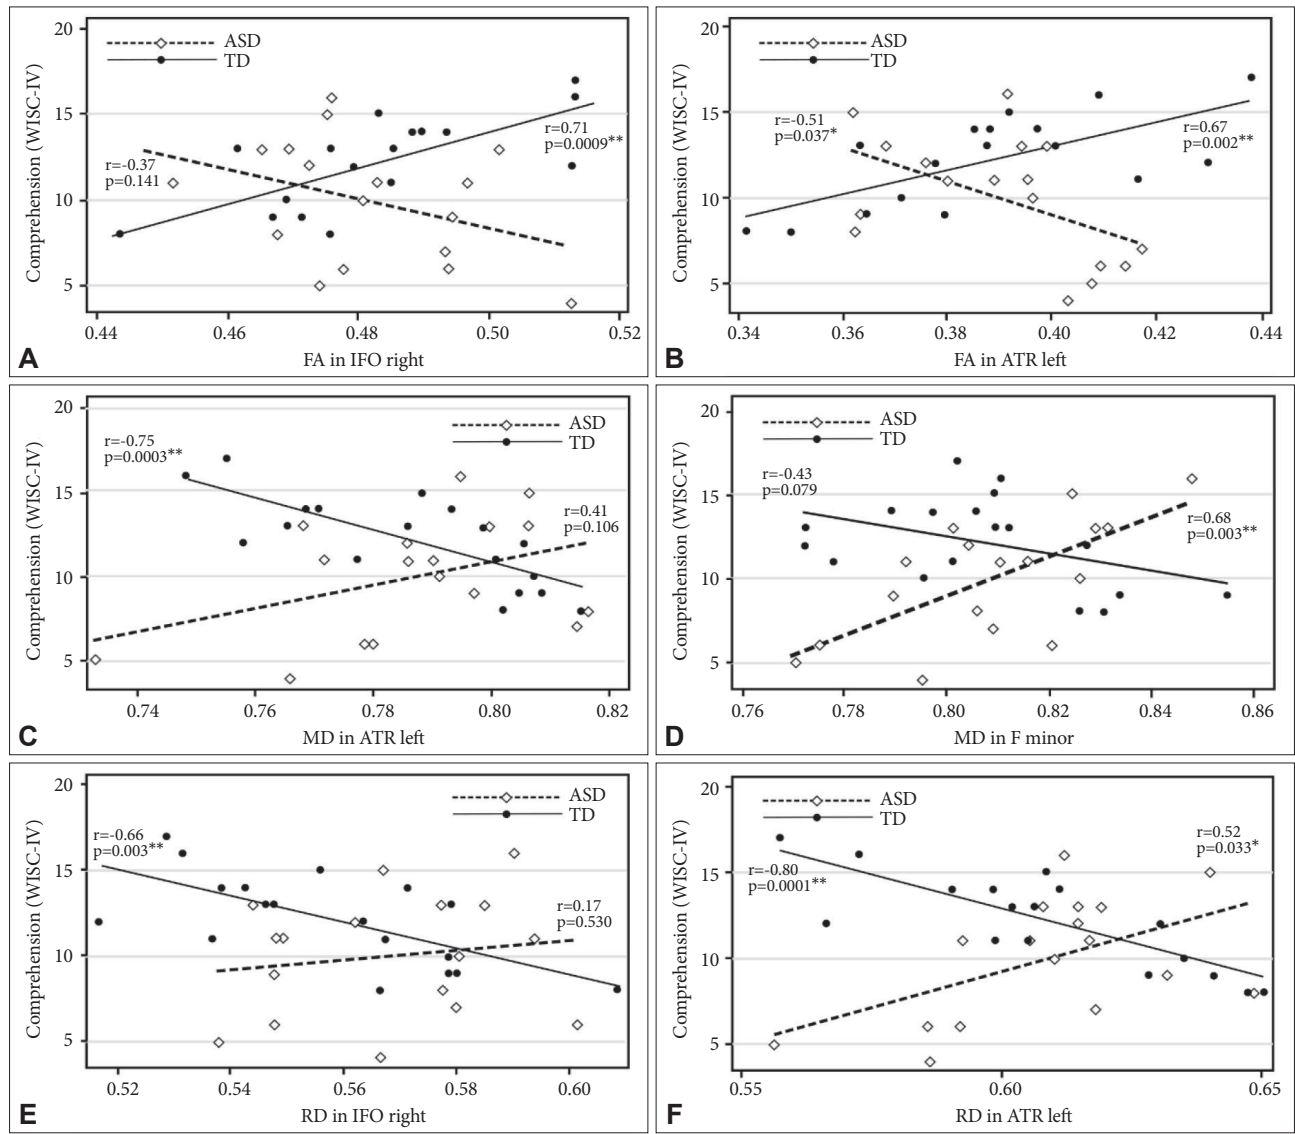 20
15
10
5
Comprehension (WISC-IV)
ASD
TD
r=-0.37
p=0.141
r=0.71
p=0.0009**
0.44 0.46 0.48 0.50 0.52
A
FA in IFO right
20
15
10
5
Comprehension (WISC-IV)
ASD
TD
r=-0.51
p=0.037*
r=0.67
p=0.002**
0.34 0.36 0.38 0.40 0.42 0.44
B
FA in ATR left
20
15
10
5
Comprehension (WISC-IV)
ASD
TD
r=-0.75
p=0.0003**
r=0.41
p=0.106
0.74 0.76 0.78 0.80 0.82
C
MD in ATR left
20
15
10
5
Comprehension (WISC-IV)
ASD
TD
r=-0.43
p=0.079
r=0.68
p=0.003**
0.76 0.78 0.80 0.82 0.84 0.86
D
MD in F minor
20
15
10
5
Comprehension (WISC-IV)
ASD
TD
r=-0.66
p=0.003**
r=0.17
p=0.530
0.52 0.54 0.56 0.58 0.60
E
RD in IFO right
20
15
10
5
Comprehension (WISC-IV)
ASD
TD
r=-0.80
p=0.0001**
r=0.52
p=0.033*
0.55 0.60 0.65
F
RD in ATR left